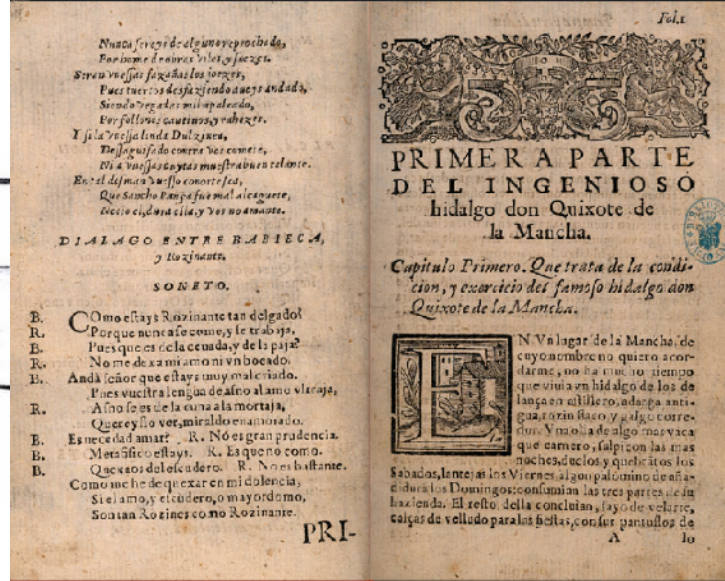 Nunca sereys de alguno reprochado,
Por home de obras viles, y soezes.
Seran vuessas fazañas los joezes,
Pues tuertos desfaziendo aueys andado,
Siendo vegadas mil apaleado,
Por follones cautiuos, y rahezes.
Y si la vuessa linda Dulzinea,
Dessaguisado contra vos comete,
Ni a vuessas cuytas muestra buen talante.
En tal desman vuesso conorte sea,
Que Sancho Pança fue mal alcaguete,
Necio el, dura ella, y vos no amante.
DIALAGO ENTRE BABIECA,
y Rozinante.
SONETO.
B. COmo estays Rozinante tan delgado?
R. Porque nunca se come, y se trabaja,
B. Pues que es de la ceuada, y de la paja?
R. No me dexa mi amo ni vn bocado.
B. Andà señor que estays muy mal criado.
Pues vuestra lengua de asno al amo vltraja,
R. Asno se es de la cuna a la mortaja,
Quereyslo ver, miraldo enamorado.
B. Es necedad amar? R. No es gran prudencia.
B. Metafisico estays. R. Es que no como.
B. Quexaos del escudero. R. No es bastante.
Como me he de quexar en mi dolencia,
Si el amo, y escudero, o mayordomo,
Son tan Rozines como Rozinante.
PRI-
Fol.1
PRIMERA PARTE
DEL INGENIOSO
hidalgo don Quixote de
la Mancha.
Capitulo Primero. Que trata de la condi-
cion, y exercicio del famoso hidalgo don
Quixote de la Mancha.
EN Vn lugar de la Mancha, de
cuyo nombre no quiero acor-
darme, no ha mucho tiempo
que viuia vn hidalgo de los de
lança en astillero, adarga anti-
gua, rozin flaco, y galgo corre-
dor. Vna olla de algo mas vaca
que carnero, salpicon las mas
noches, duelos y quebrãtos los
Sabados, lantejas los Viernes, algun palomino de aña-
didura los Domingos: consumian las tres partes de su
hazienda. El resto della concluian, sayo de velarte,
calças de velludo para las fiestas, con sus pantuflos de
A lo